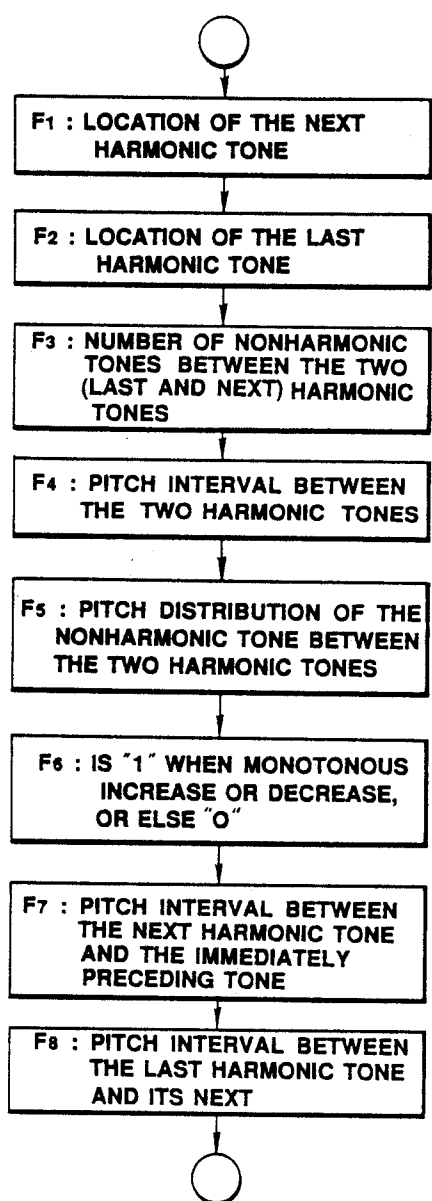 F1 : LOCATION OF THE NEXT
HARMONIC TONE
F2 : LOCATION OF THE LAST
HARMONIC TONE
F3 : NUMBER OF NONHARMONIC
TONES BETWEEN THE TWO
(LAST AND NEXT) HARMONIC
TONES
F4 : PITCH INTERVAL BETWEEN
THE TWO HARMONIC TONES
F5 : PITCH DISTRIBUTION OF THE
NONHARMONIC TONE BETWEEN
THE TWO HARMONIC TONES
F6 : IS "1" WHEN MONOTONOUS
INCREASE OR DECREASE,
OR ELSE "0"
F7 : PITCH INTERVAL BETWEEN
THE NEXT HARMONIC TONE
AND THE IMMEDIATELY
PRECEDING TONE
F8 : PITCH INTERVAL BETWEEN
THE LAST HARMONIC TONE
AND ITS NEXT